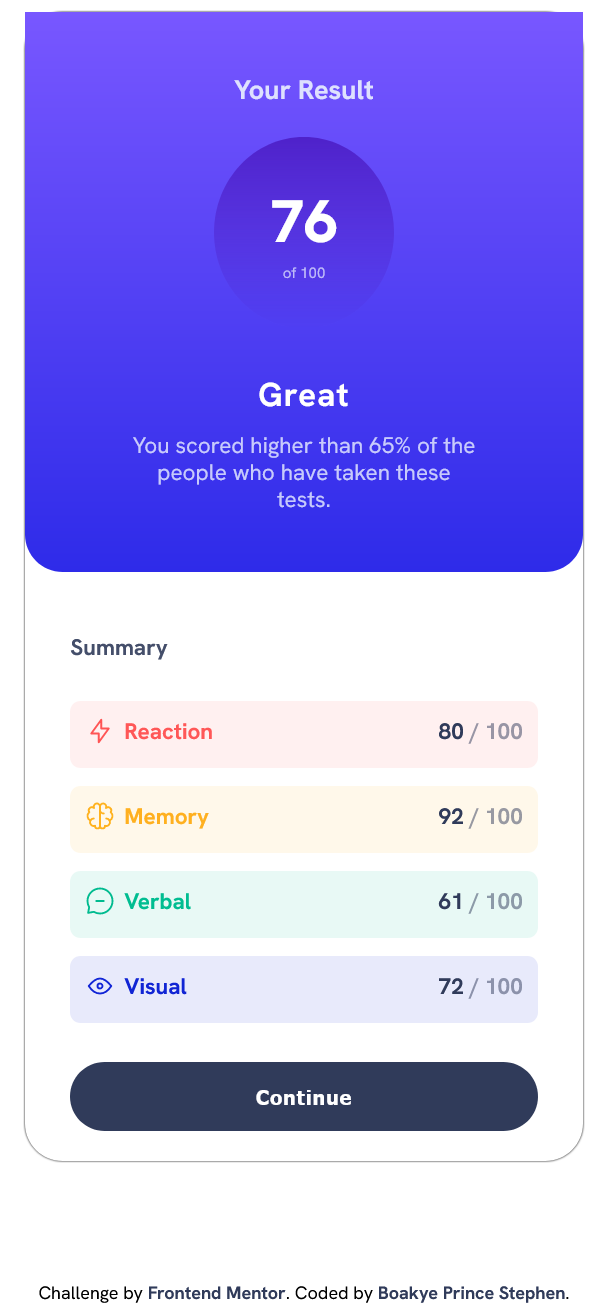 Your Result
76
of 100
Great
You scored higher than 65% of the
people who have taken these
tests.
Summary
Reaction 80 / 100
Memory 92 / 100
Verbal 61 / 100
Visual 72 / 100
Continue
Challenge by Frontend Mentor. Coded by Boakye Prince Stephen.